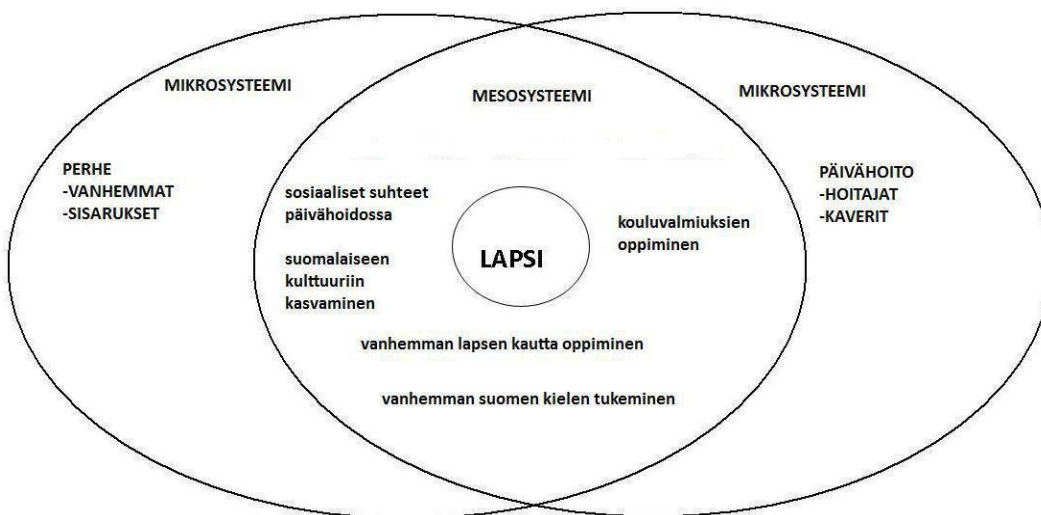 MIKROSYSTEEMI
PERHE
-VANHEMMAT
-SISARUKSET
MESOSYSTEEMI
sosiaaliset suhteet
päivähoidossa
suomalaiseen
kulttuuriin
kasvaminen
LAPSI
kouluvalmiuksien
oppiminen
vanhemman lapsen kautta oppiminen
vanhemman suomen kielen tukeminen
MIKROSYSTEEMI
PÄIVÄHOITO
-HOITAJAT
-KAVERIT